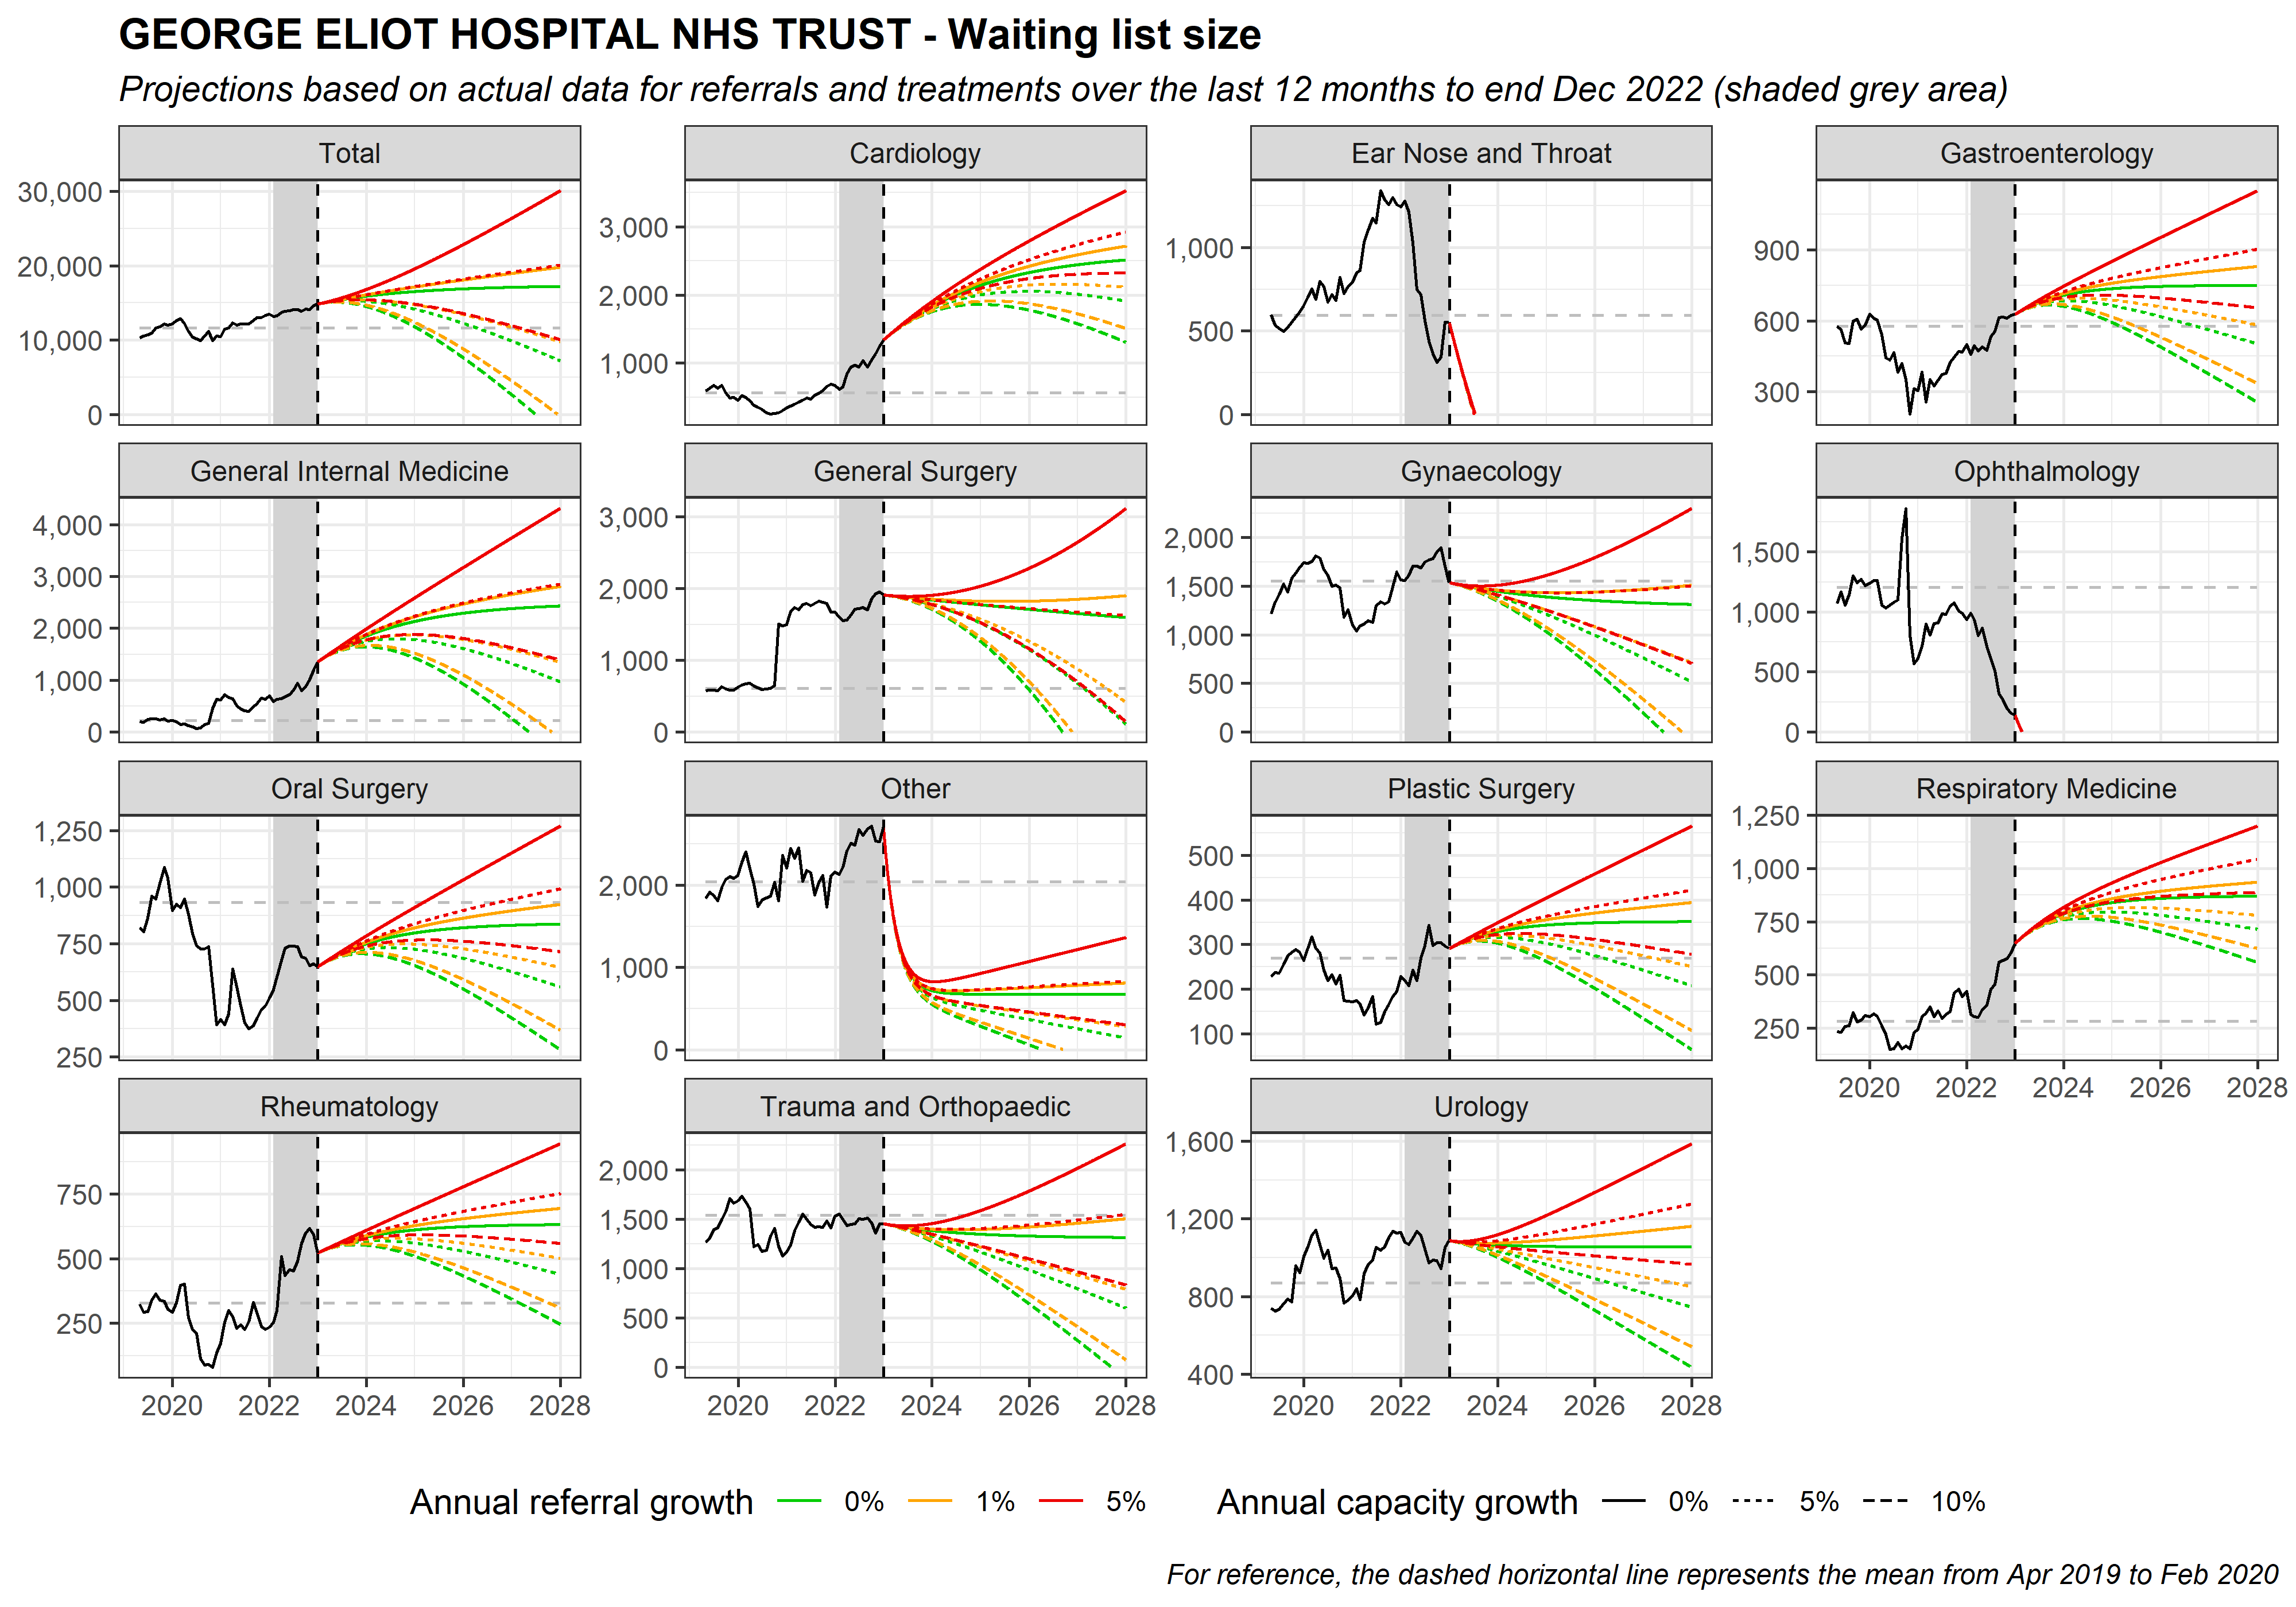 GEORGE ELIOT HOSPITAL NHS TRUST - Waiting list size
Projections based on actual data for referrals and treatments over the last 12 months to end Dec 2022 (shaded grey area)
Total
30,000
20,000
10,000
0
Cardiology
3,000
2,000
1,000
Ear Nose and Throat
1,000
500
0
Gastroenterology
900
600
300
General Internal Medicine
4,000
3,000
2,000
1,000
0
General Surgery
3,000
2,000
1,000
0
Gynaecology
2,000
1,500
1,000
500
0
Ophthalmology
1,500
1,000
500
0
Oral Surgery
1,250
1,000
750
500
250
Other
2,000
1,000
0
Plastic Surgery
500
400
300
200
100
Respiratory Medicine
1,250
1,000
750
500
250
2020 2022 2024 2026 2028
Rheumatology
750
500
250
2020 2022 2024 2026 2028
Trauma and Orthopaedic
2,000
1,500
1,000
500
0
2020 2022 2024 2026 2028
Urology
1,600
1,200
800
400
2020 2022 2024 2026 2028
Annual referral growth 0% 1% 5%
Annual capacity growth 0% 5% 10%
For reference, the dashed horizontal line represents the mean from Apr 2019 to Feb 2020